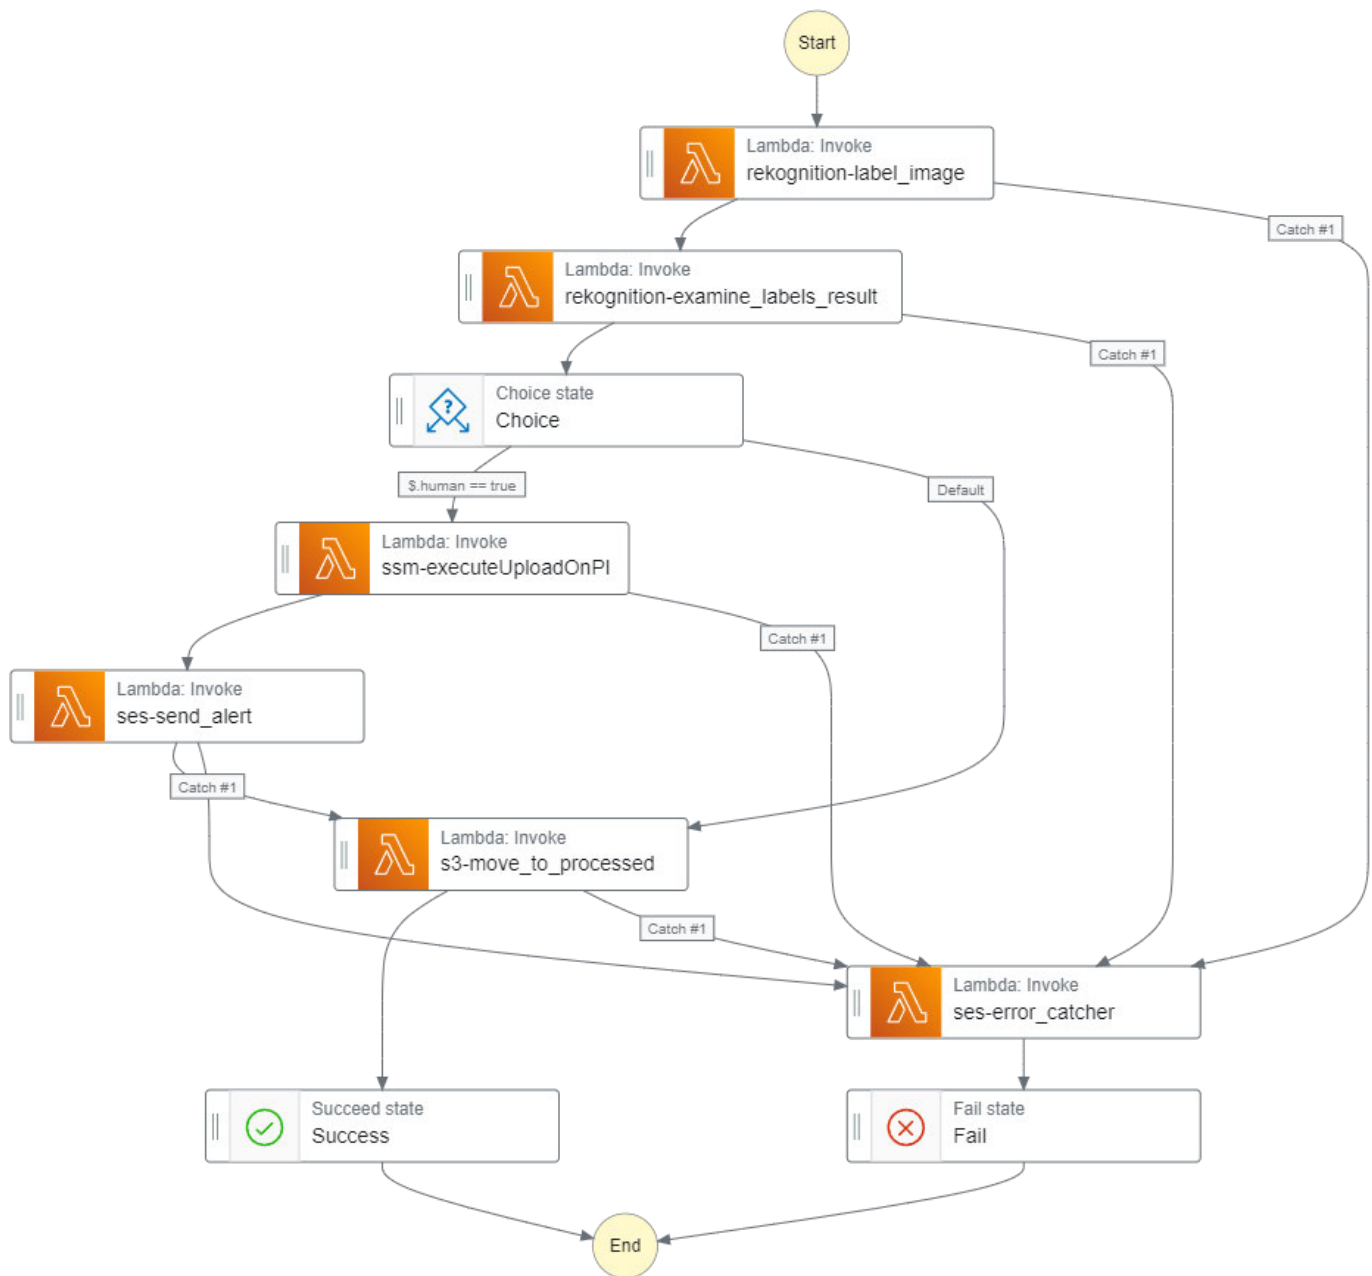 Start
Lambda: Invoke
rekognition-label_image
Catch #1
Lambda: Invoke
rekognition-examine_labels_result
Catch #1
Choice state
Choice
$.human == true
Default
Lambda: Invoke
ssm-executeUploadOnPI
Catch #1
Lambda: Invoke
ses-send_alert
Catch #1
Lambda: Invoke
s3-move_to_processed
Catch #1
Lambda: Invoke
ses-error_catcher
Succeed state
Success
Fail state
Fail
End